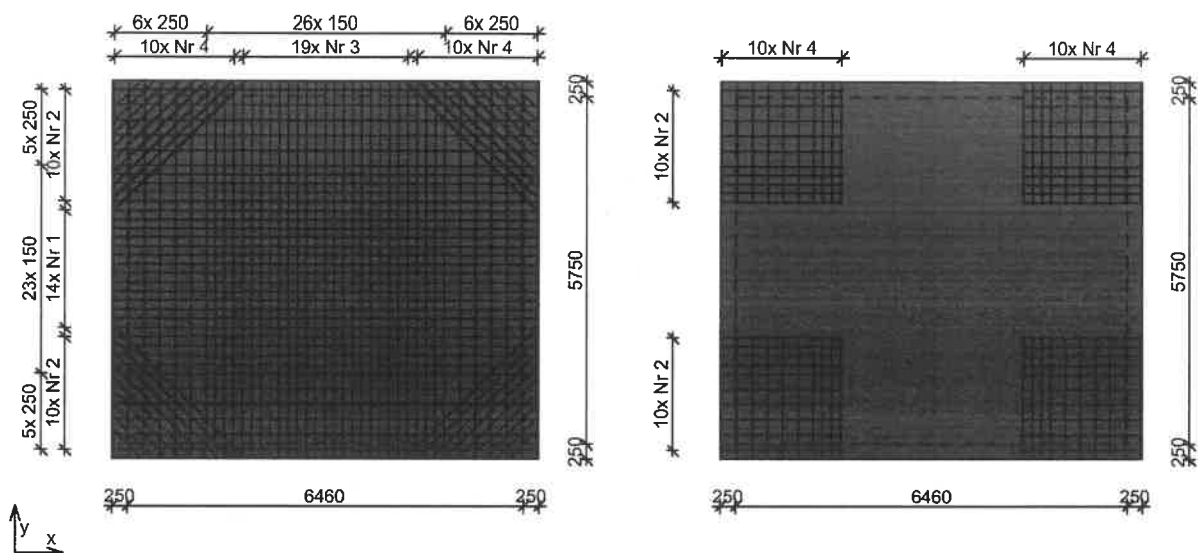 6x 250 26x 150 6x 250
10x Nr 4 19x Nr 3 10x Nr 4
5x 250 23x 150 5x 250
10x Nr 2 14x Nr 1 10x Nr 2
250 5750 250
250 6460 250
y x
10x Nr 4 10x Nr 4
10x Nr 2
10x Nr 2
250 5750 250
250 6460 250